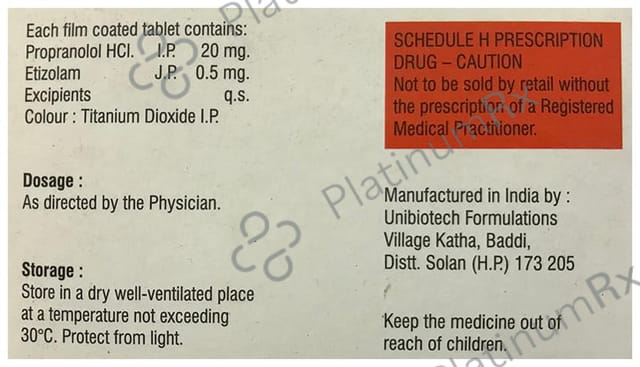 Each film coated tablet contains:
Propranolol HCl. I.P. 20 mg.
Etizolam J.P. 0.5 mg.
Excipients q.s.
Colour : Titanium Dioxide I.P.
Dosage :
As directed by the Physician.
Storage :
Store in a dry well-ventilated place
at a temperature not exceeding
30°C. Protect from light.
SCHEDULE H PRESCRIPTION
DRUG – CAUTION
Not to be sold by retail without
the prescription of a Registered
Medical Practitioner.
Manufactured in India by :
Unibiotech Formulations
Village Katha, Baddi,
Distt. Solan (H.P.) 173 205
Keep the medicine out of
reach of children.
PlatinumRx
PlatinumRx